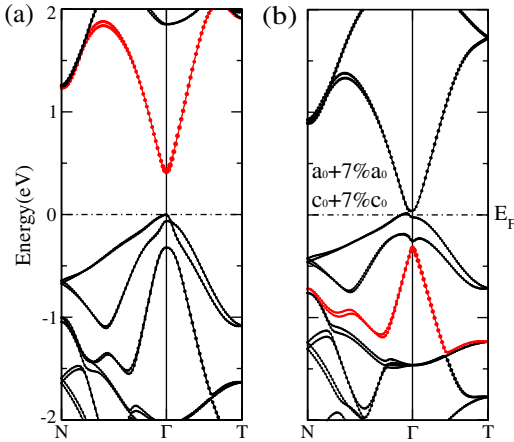 (a)
(b)
2
1
0
-1
-2
Energy(eV)
a₀+7%a₀
c₀+7%c₀
E_F
N Γ T
N Γ T